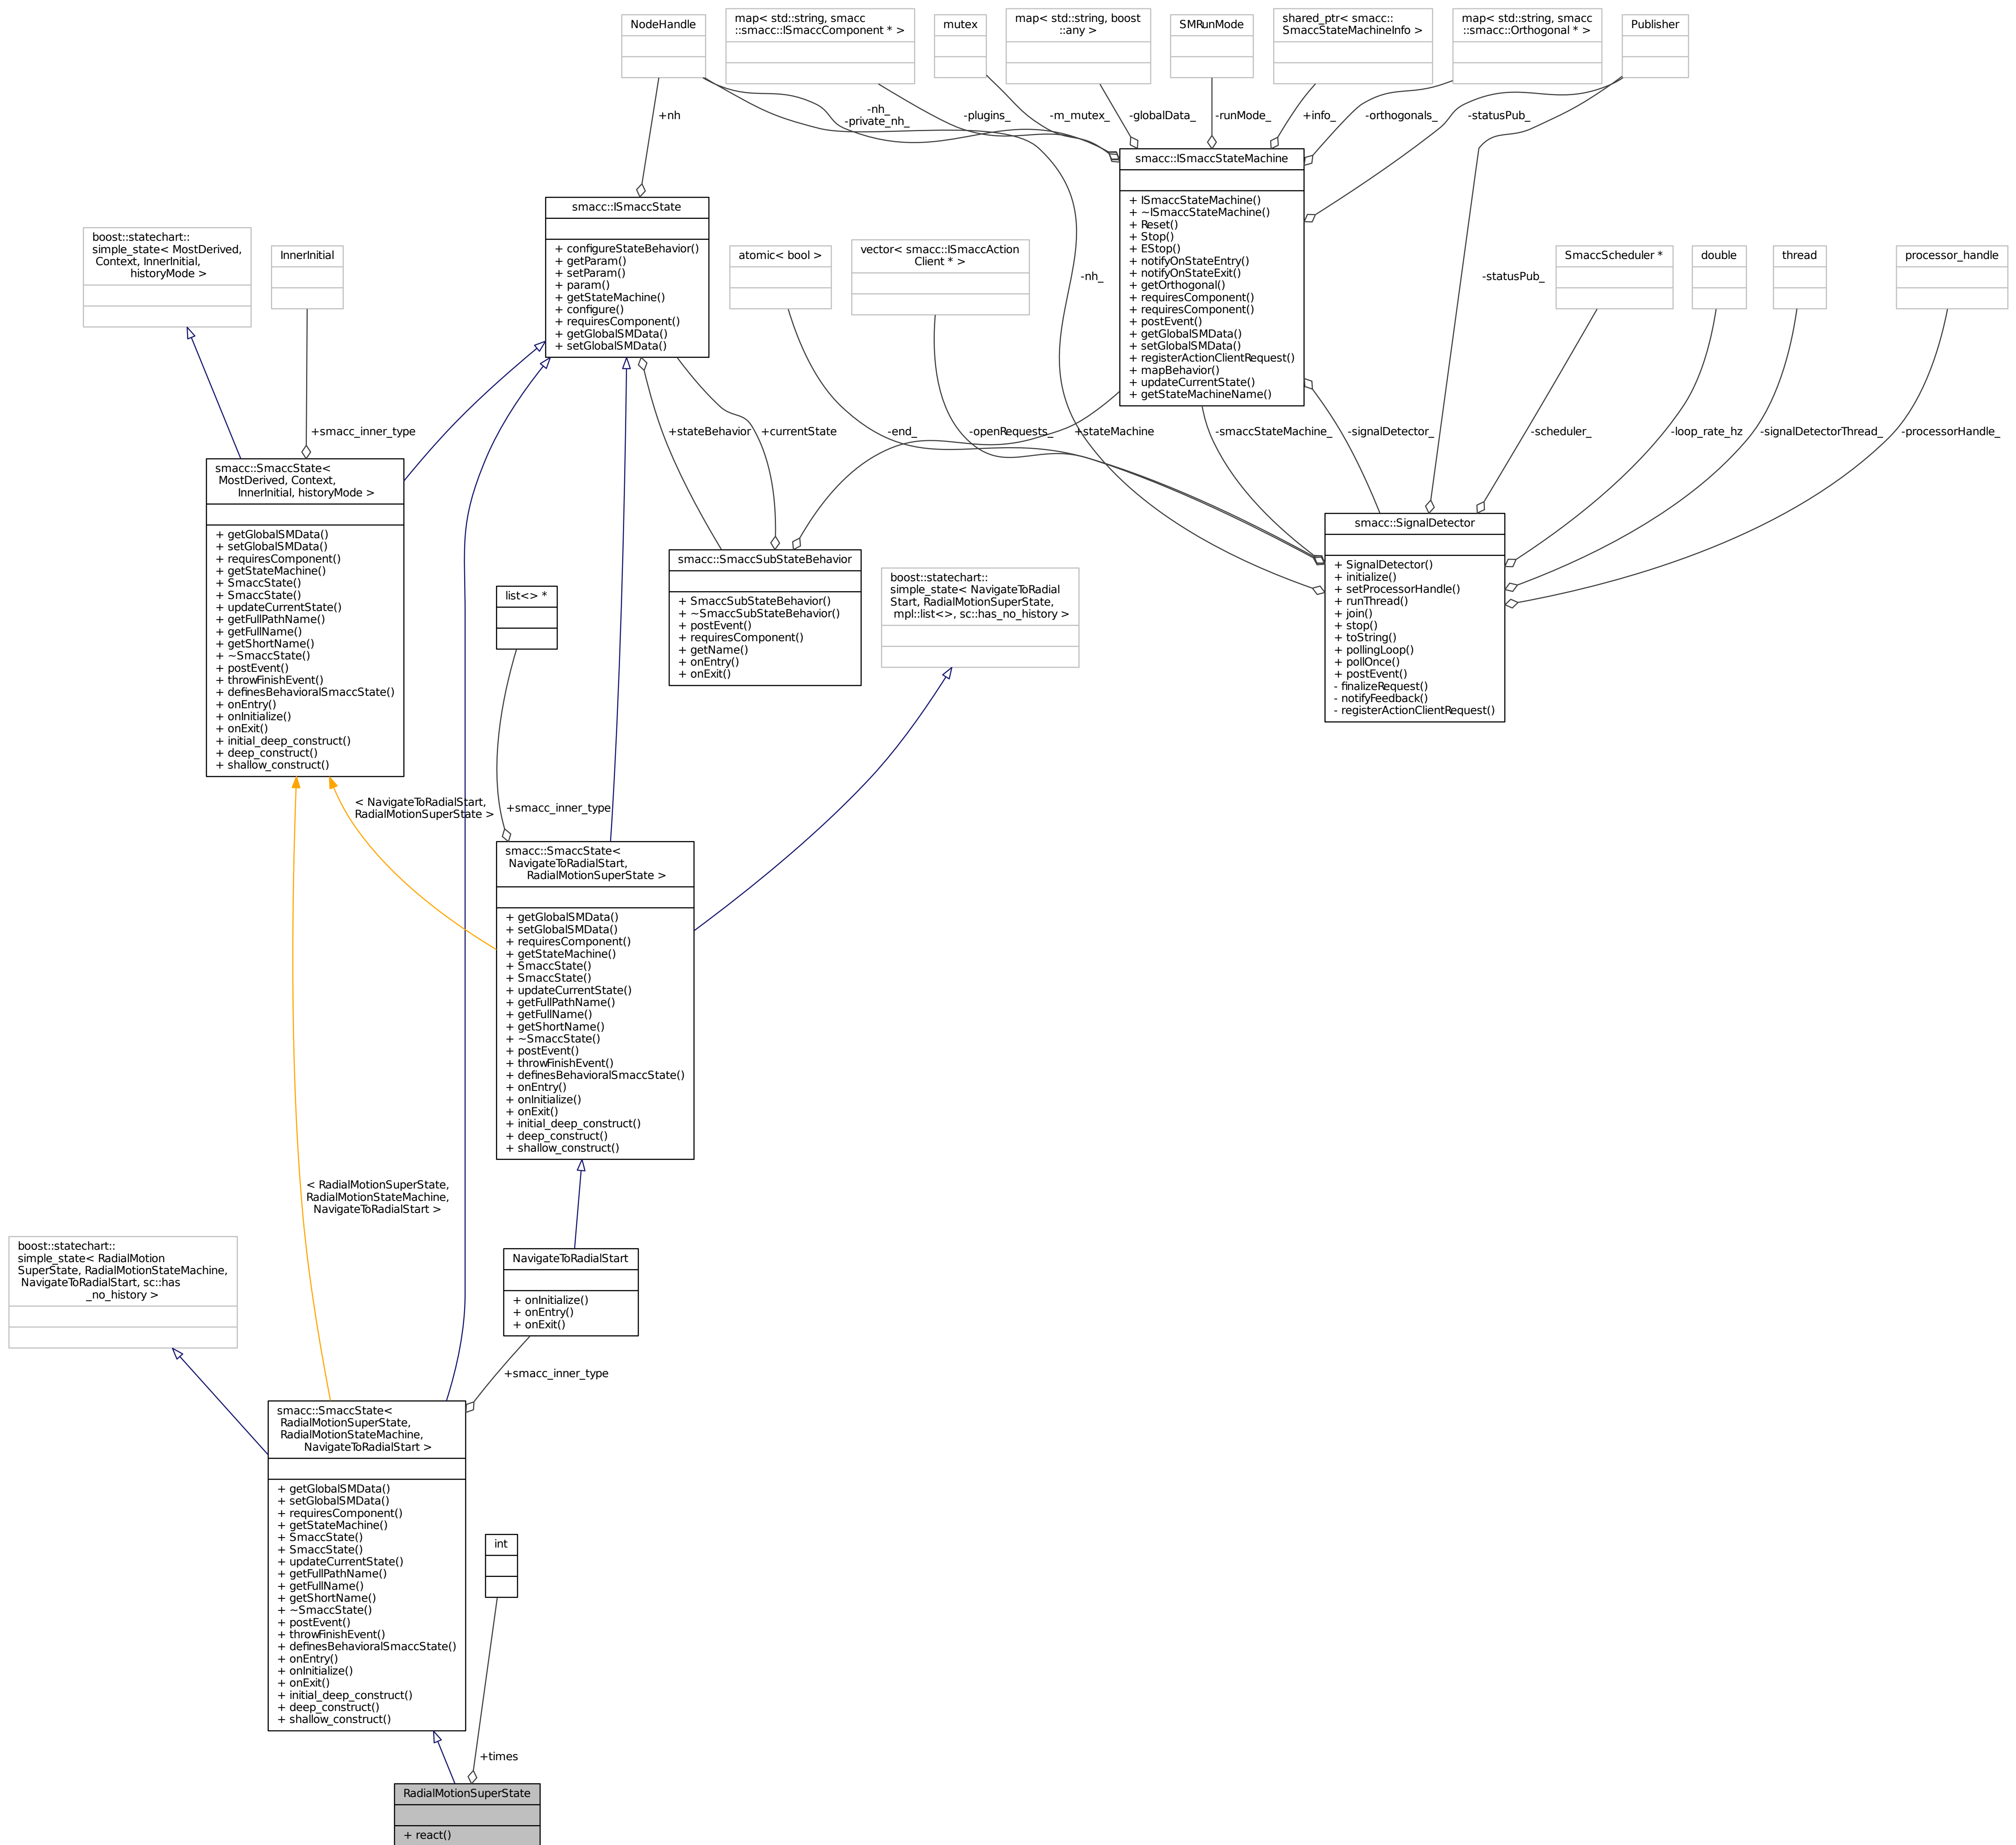 NodeHandle
map< std::string, smacc
::smacc::ISmaccComponent * >
mutex
map< std::string, boost
::any >
SMRunMode
shared_ptr< smacc::
SmaccStateMachineInfo >
map< std::string, smacc
::smacc::Orthogonal * >
Publisher
+nh
-nh_
-private_nh_
-plugins_
-m_mutex_
-globalData_
-runMode_
+info_
-orthogonals_
-statusPub_
smacc::ISmaccStateMachine
+ ISmaccStateMachine()
+ ~ISmaccStateMachine()
+ Reset()
+ Stop()
+ EStop()
+ notifyOnStateEntry()
+ notifyOnStateExit()
+ getOrthogonal()
+ requiresComponent()
+ requiresComponent()
+ postEvent()
+ getGlobalSMData()
+ setGlobalSMData()
+ registerActionClientRequest()
+ mapBehavior()
+ updateCurrentState()
+ getStateMachineName()
smacc::ISmaccState
+ configureStateBehavior()
+ getParam()
+ setParam()
+ param()
+ getStateMachine()
+ configure()
+ requiresComponent()
+ getGlobalSMData()
+ setGlobalSMData()
boost::statechart::
simple_state< MostDerived,
Context, InnerInitial,
historyMode >
InnerInitial
atomic< bool >
vector< smacc::ISmaccAction
Client * >
-nh_
-statusPub_
SmaccScheduler *
double
thread
processor_handle
+smacc_inner_type
+stateBehavior
+currentState
-end_
-openRequests_
+stateMachine
-smaccStateMachine_
-signalDetector_
-scheduler_
-loop_rate_hz
-signalDetectorThread_
-processorHandle_
smacc::SmaccState<
MostDerived, Context,
InnerInitial, historyMode >
+ getGlobalSMData()
+ setGlobalSMData()
+ requiresComponent()
+ getStateMachine()
+ SmaccState()
+ SmaccState()
+ updateCurrentState()
+ getFullPathName()
+ getFullName()
+ getShortName()
+ ~SmaccState()
+ postEvent()
+ throwFinishEvent()
+ definesBehavioralSmaccState()
+ onEntry()
+ onInitialize()
+ onExit()
+ initial_deep_construct()
+ deep_construct()
+ shallow_construct()
smacc::SmaccSubStateBehavior
+ SmaccSubStateBehavior()
+ ~SmaccSubStateBehavior()
+ postEvent()
+ requiresComponent()
+ getName()
+ onEntry()
+ onExit()
smacc::SignalDetector
+ SignalDetector()
+ initialize()
+ setProcessorHandle()
+ runThread()
+ join()
+ stop()
+ toString()
+ pollingLoop()
+ pollOnce()
+ postEvent()
- finalizeRequest()
- notifyFeedback()
- registerActionClientRequest()
list<> *
boost::statechart::
simple_state< NavigateToRadial
Start, RadialMotionSuperState,
mpl::list<>, sc::has_no_history >
< NavigateToRadialStart,
RadialMotionSuperState >
+smacc_inner_type
smacc::SmaccState<
NavigateToRadialStart,
RadialMotionSuperState >
+ getGlobalSMData()
+ setGlobalSMData()
+ requiresComponent()
+ getStateMachine()
+ SmaccState()
+ SmaccState()
+ updateCurrentState()
+ getFullPathName()
+ getFullName()
+ getShortName()
+ ~SmaccState()
+ postEvent()
+ throwFinishEvent()
+ definesBehavioralSmaccState()
+ onEntry()
+ onInitialize()
+ onExit()
+ initial_deep_construct()
+ deep_construct()
+ shallow_construct()
< RadialMotionSuperState,
RadialMotionStateMachine,
NavigateToRadialStart >
boost::statechart::
simple_state< RadialMotion
SuperState, RadialMotionStateMachine,
NavigateToRadialStart, sc::has
_no_history >
NavigateToRadialStart
+ onInitialize()
+ onEntry()
+ onExit()
+smacc_inner_type
smacc::SmaccState<
RadialMotionSuperState,
RadialMotionStateMachine,
NavigateToRadialStart >
+ getGlobalSMData()
+ setGlobalSMData()
+ requiresComponent()
+ getStateMachine()
+ SmaccState()
+ SmaccState()
+ updateCurrentState()
+ getFullPathName()
+ getFullName()
+ getShortName()
+ ~SmaccState()
+ postEvent()
+ throwFinishEvent()
+ definesBehavioralSmaccState()
+ onEntry()
+ onInitialize()
+ onExit()
+ initial_deep_construct()
+ deep_construct()
+ shallow_construct()
int
+times
RadialMotionSuperState
+ react()